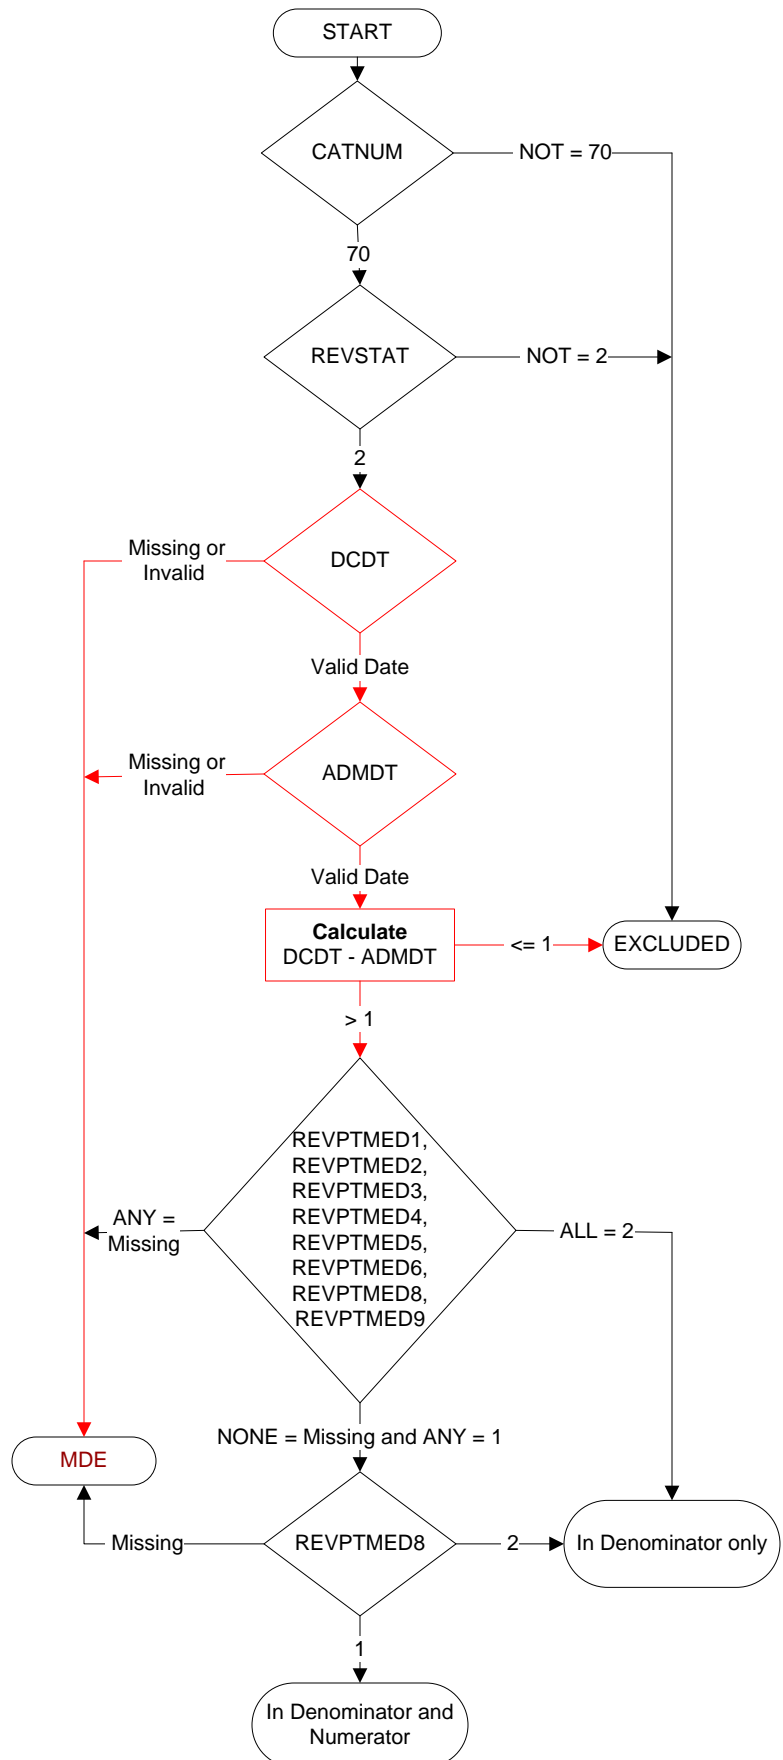 START
CATNUM
NOT = 70
70
REVSTAT
NOT = 2
2
Missing or
Invalid
DCDT
Valid Date
Missing or
Invalid
ADMDT
Valid Date
Calculate
DCDT - ADMDT
<= 1
EXCLUDED
> 1
REVPTMED1,
REVPTMED2,
REVPTMED3,
REVPTMED4,
REVPTMED5,
REVPTMED6,
REVPTMED8,
REVPTMED9
ANY =
Missing
ALL = 2
NONE = Missing and ANY = 1
MDE
Missing
REVPTMED8
2
In Denominator only
1
In Denominator and
Numerator